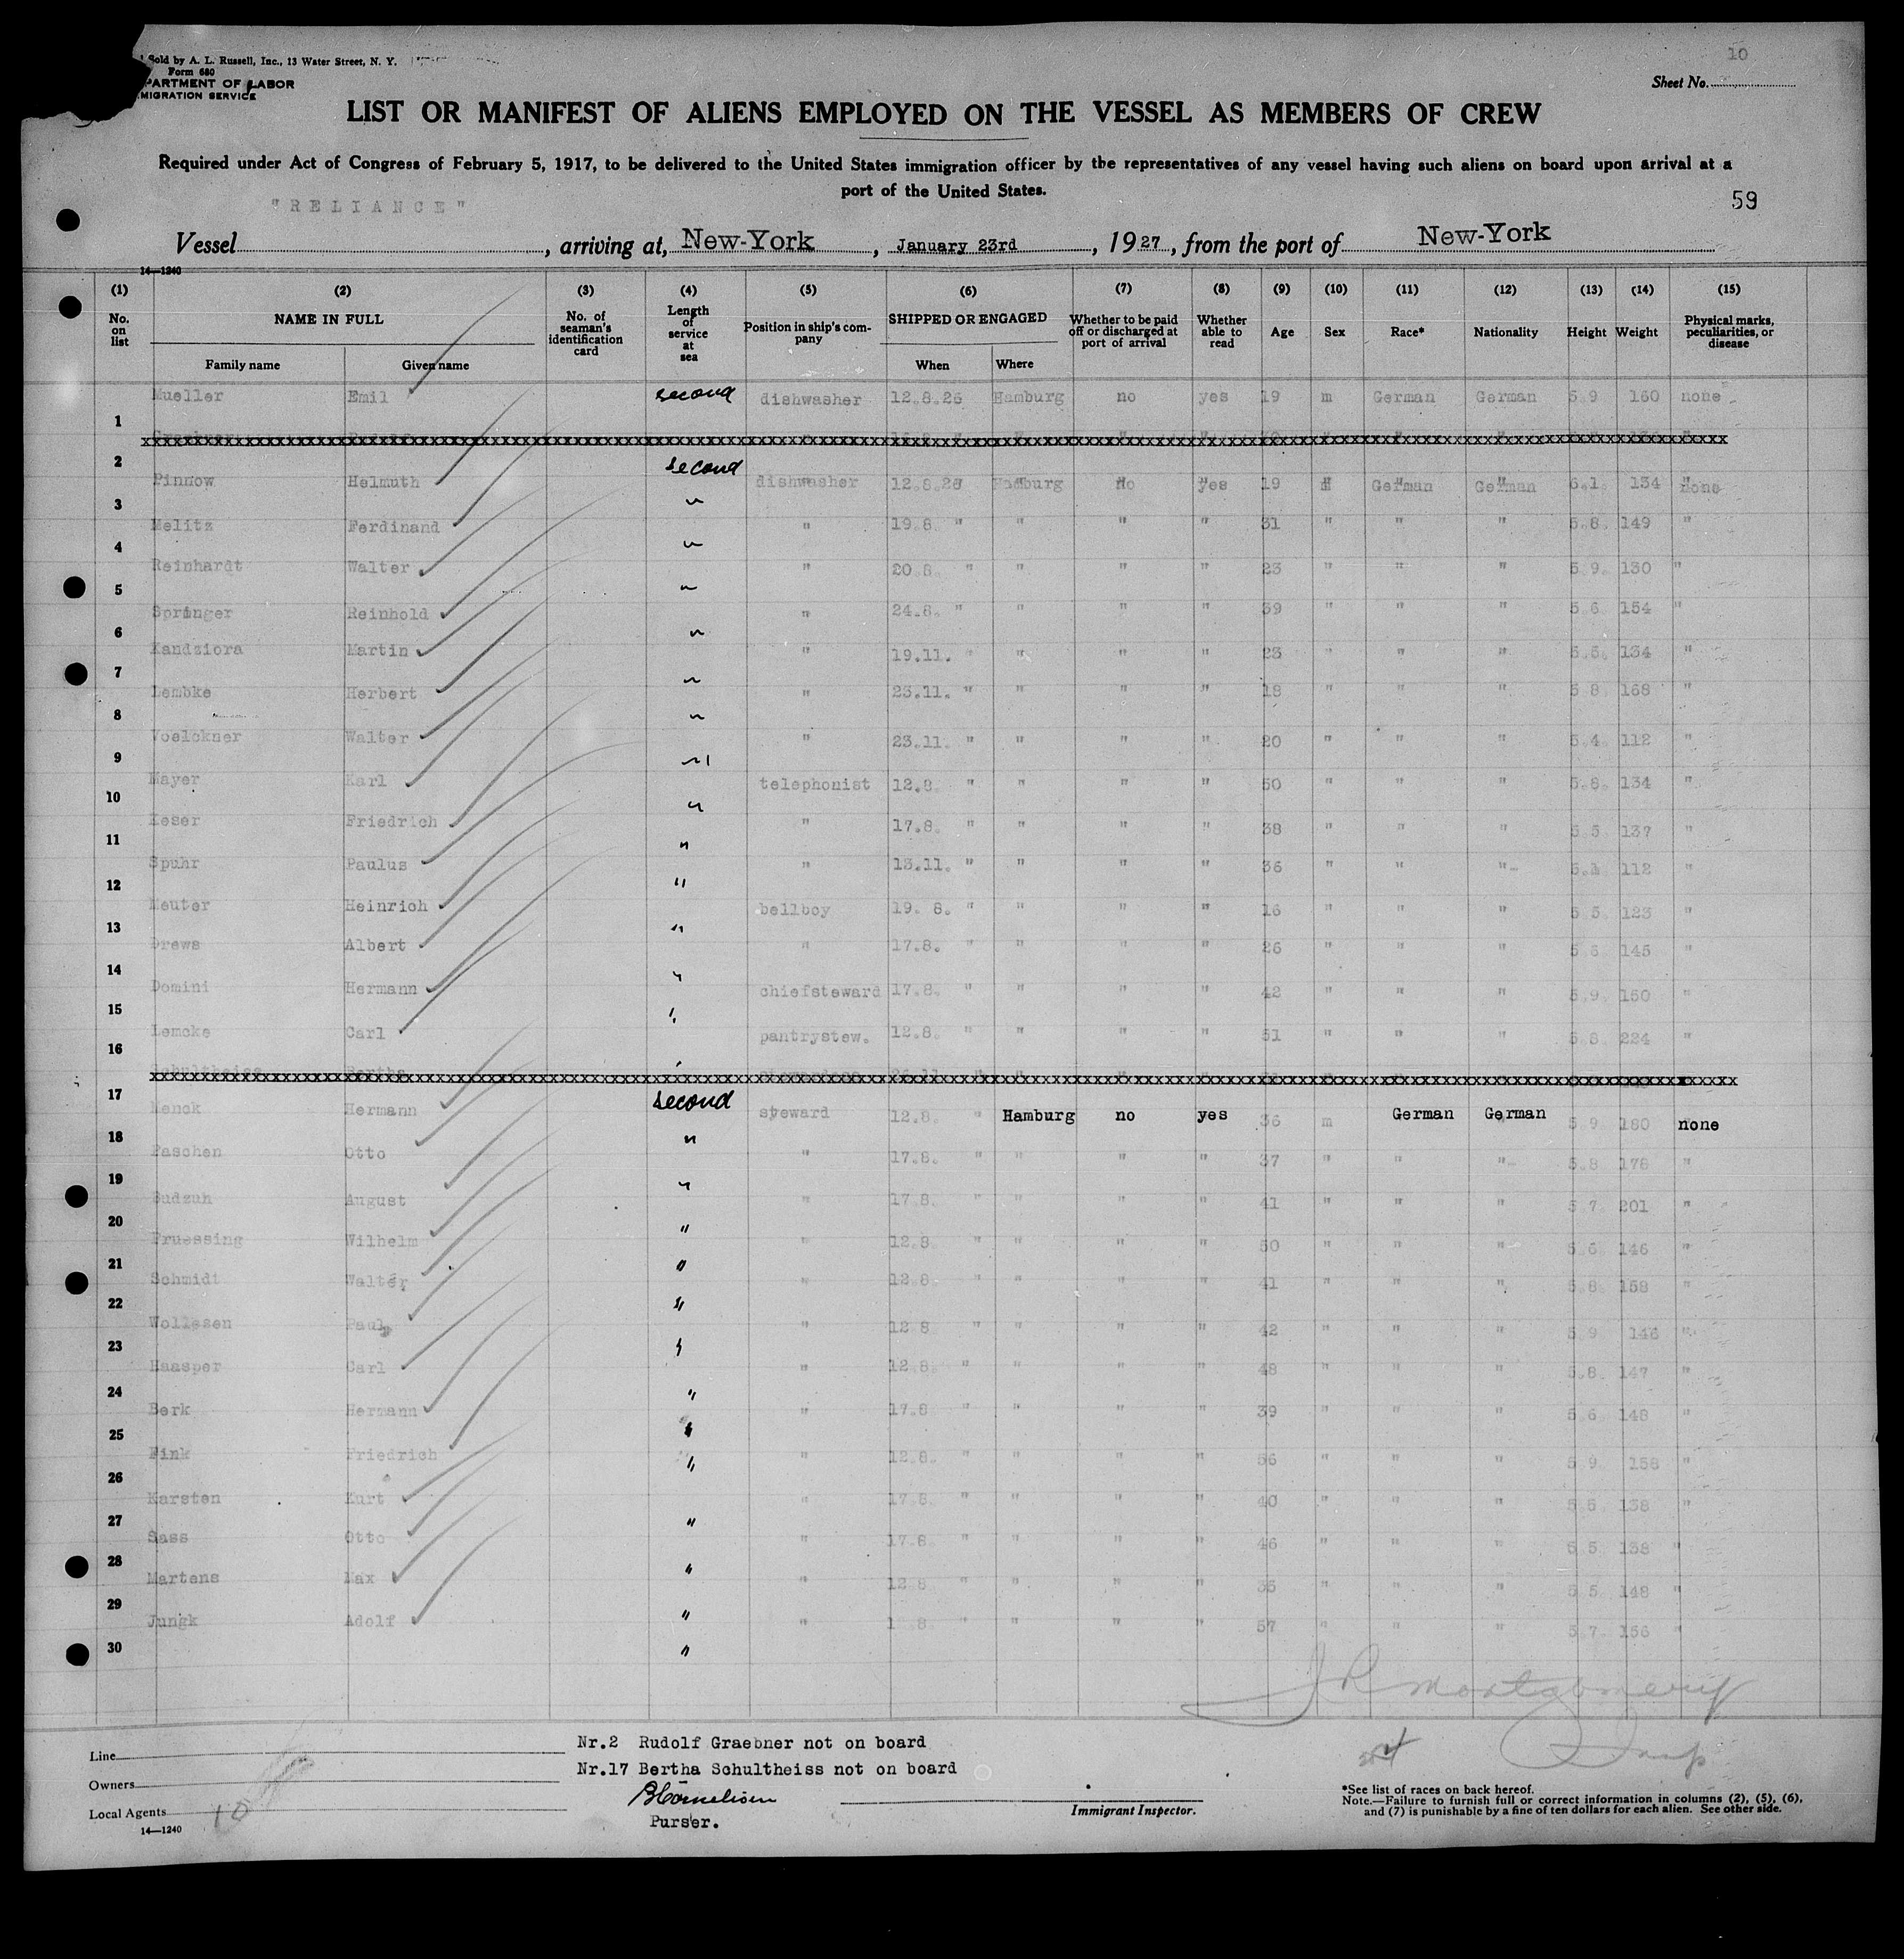 Sold by A. L. Russell, Inc., 13 Water Street, N. Y.
Form 680
PARTMENT OF LABOR
MIGRATION SERVICE
10
Sheet No.
LIST OR MANIFEST OF ALIENS EMPLOYED ON THE VESSEL AS MEMBERS OF CREW
Required under Act of Congress of February 5, 1917, to be delivered to the United States immigration officer by the representatives of any vessel having such aliens on board upon arrival at a
port of the United States.
59
"RELIANCE"
Vessel, arriving at, New-York, January 23rd, 1927, from the port of New-York
14—1240
(1) (2) (3) (4) (5) (6) (7) (8) (9) (10) (11) (12) (13) (14) (15)
No. on list NAME IN FULL No. of seaman's identification card Length of service at sea Position in ship's company SHIPPED OR ENGAGED Whether to be paid off or discharged at port of arrival Whether able to read Age Sex Race* Nationality Height Weight Physical marks, peculiarities, or disease
Family name Given name When Where
Mueller Emil second dishwasher 12.8.26 Hamburg no yes 19 m German German 5 9 160 none
1
2
Pinnow Helmuth second dishwasher 12.8.26 Hamburg no yes 19 m German German 6.1. 134 none
3
Melitz Ferdinand " " 19.8. " " " " 31 " " " 5.8. 149 "
4
Reinhardt Walter " " 20.8. " " " " 23 " " " 5 9. 130 "
5
Springer Reinhold " " 24.8. " " " " 39 " " " 5.6 154 "
6
Kandziora Martin " " 19.11. " " " " 23 " " " 5.5. 134 "
7
Lembke Herbert " " 23.11. " " " " 18 " " " 5 8. 168 "
8
Voelckner Walter " " 23.11. " " " " 20 " " " 5.4. 112 "
9
Mayer Karl " telephonist 12.8. " " " " 50 " " " 5.8. 134 "
10
Keser Friedrich " " 17.8. " " " " 38 " " " 5 5. 137 "
11
Spuhr Paulus " " 13.11. " " " " 36 " " " 112 "
12
Meuter Heinrich " bellboy 19. 8. " " " " 16 " " " 5 5. 123 "
13
Drews Albert " " 17.8. " " " " 26 " " " 145 "
14
Domini Hermann " chiefsteward 17.8. " " " " 42 " " " 5.9. 150 "
15
Lemcke Carl " pantrystew. 12.8. " " " " 51 " " " 5 8. 224 "
16
Schultheiss Bertha
17
Menck Hermann second steward 12.8. " Hamburg no yes 36 m German German 5 9 180 none
18
Paschen Otto " " 17.8. " " " " 37 " " " 5.8 178 "
19
Sudzuh August " " 17.8. " " " " 41 " " " 5 7. 201 "
20
Pruessing Wilhelm " " 12.8 " " " " 50 " " " 5.6 146 "
21
Schmidt Walter " " 12.8. " " " " 41 " " " 5.8. 158 "
22
Wollesen Paul " " 12 8 " " " " 42 " " " 5 9 146 "
23
Haasper Carl " " 12.8. " " " " 48 " " " 5.8. 147 "
24
Berk Hermann " " 17.8 " " " " 39 " " " 5 6 148 "
25
Fink Friedrich " " 12.8. " " " " 56 " " " 5 9. 158 "
26
Karsten Kurt " 17.8. " " " " 40 " " " 5.5. 138 "
27
Sass Otto " " 17.8. " " " " 46 " " " 5 5 138 "
28
Martens Max " " 12 8 " " " " 35 " " " 5 5. 148 "
29
Jungk Adolf " " " " " " 57 " " " 5.7. 156 "
30
J R Montgomery
Line
Owners
Local Agents
10
14—1240
Nr.2 Rudolf Graebner not on board
Nr.17 Bertha Schultheiss not on board
BCornelisen
Purser.
Immigrant Inspector.
Insp
*See list of races on back hereof.
Note.—Failure to furnish full or correct information in columns (2), (5), (6),
and (7) is punishable by a fine of ten dollars for each alien. See other side.